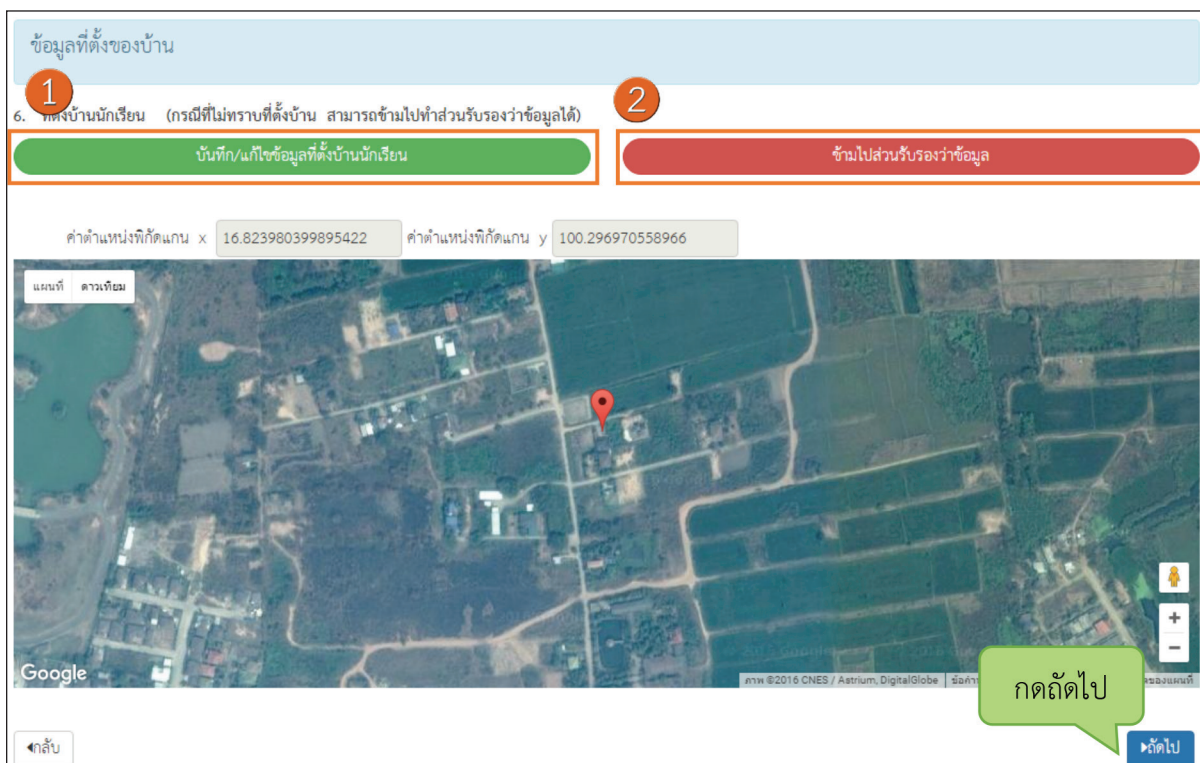 ข้อมูลที่ตั้งของบ้าน
1
2
6. ที่ตั้งบ้านนักเรียน (กรณีที่ไม่ทราบที่ตั้งบ้าน สามารถข้ามไปทำส่วนรับรองว่าข้อมูลได้)
บันทึก/แก้ไขข้อมูลที่ตั้งบ้านนักเรียน
ข้ามไปส่วนรับรองว่าข้อมูล
ค่าตำแหน่งพิกัดแกน x 16.823980399895422 ค่าตำแหน่งพิกัดแกน y 100.296970558966
แผนที่ ดาวเทียม
+
−
Google
ภาพ ©2016 CNES / Astrium, DigitalGlobe
กดถัดไป
กลับ
ถัดไป